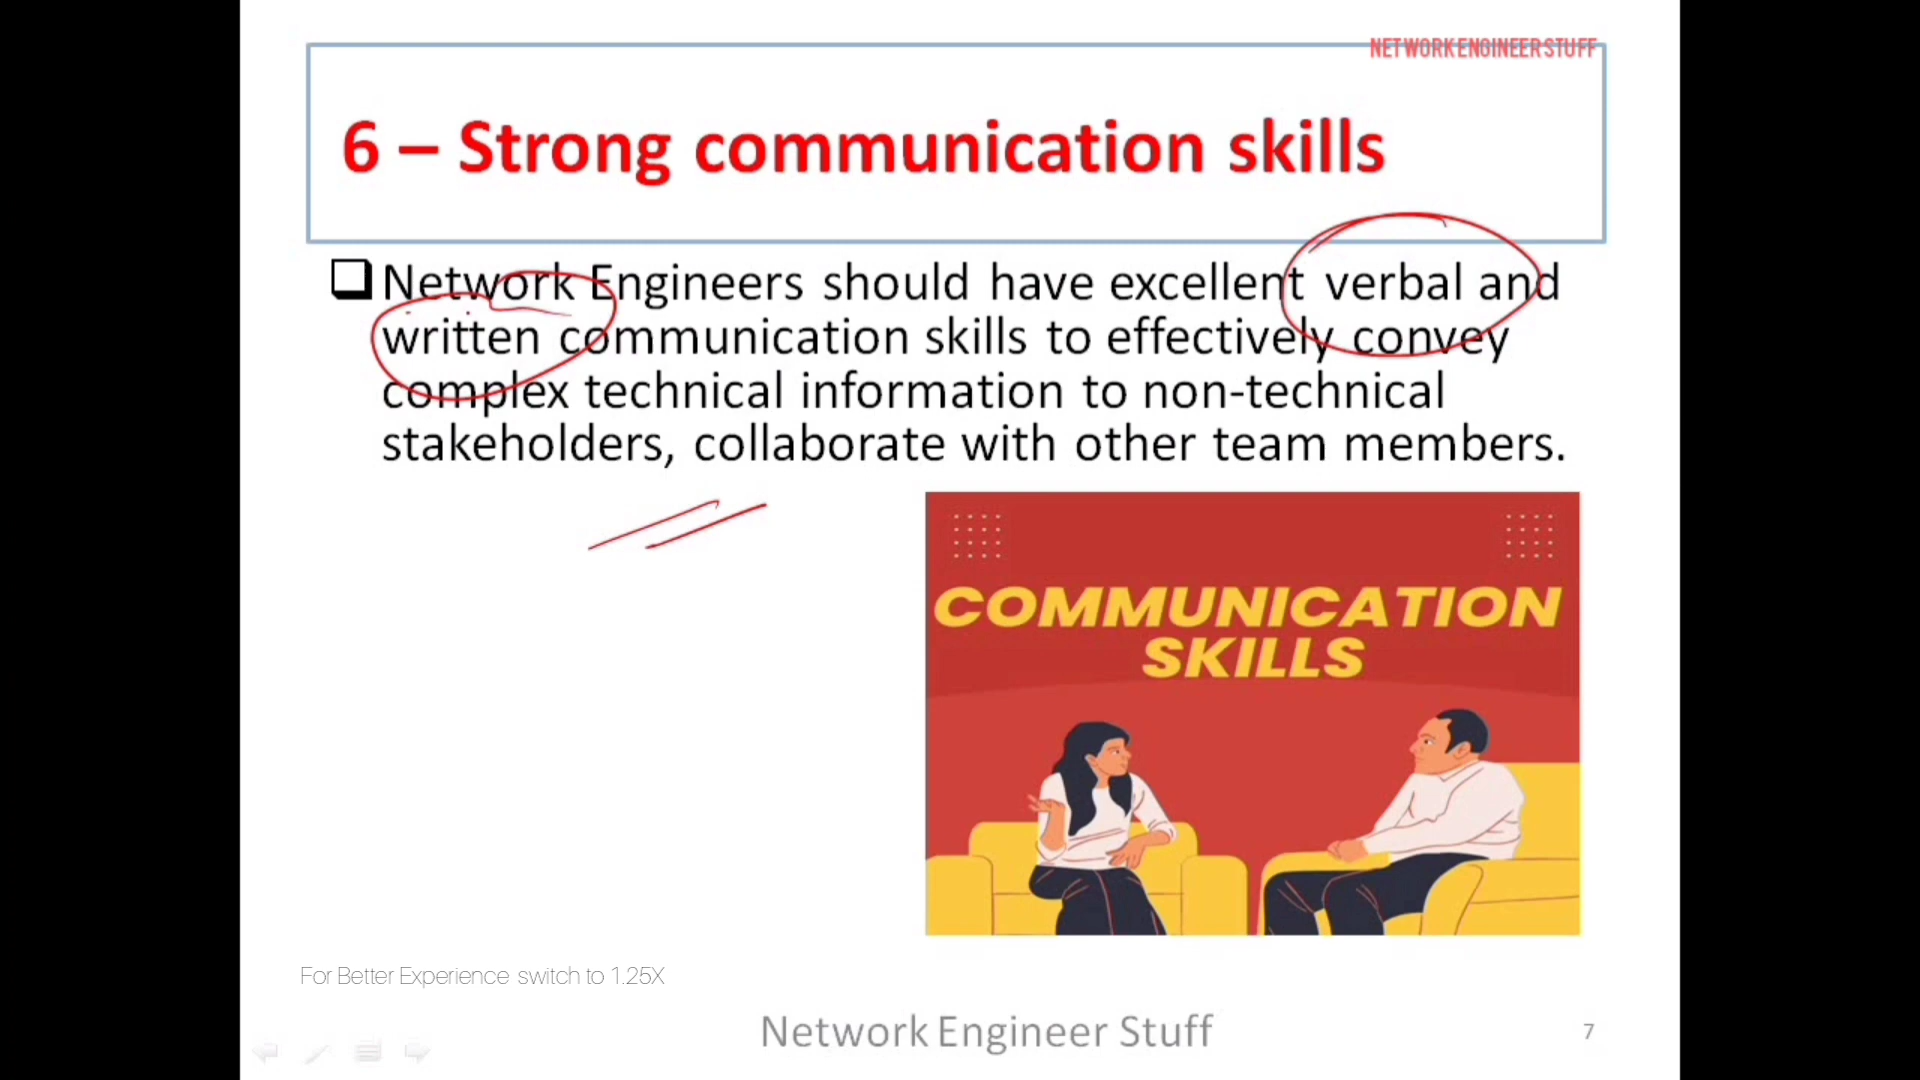 NETWORK ENGINEER STUFF
6 – Strong communication skills
Network Engineers should have excellent verbal and
written communication skills to effectively convey
complex technical information to non-technical
stakeholders, collaborate with other team members.
COMMUNICATION
SKILLS
For Better Experience switch to 1.25X
Network Engineer Stuff
7